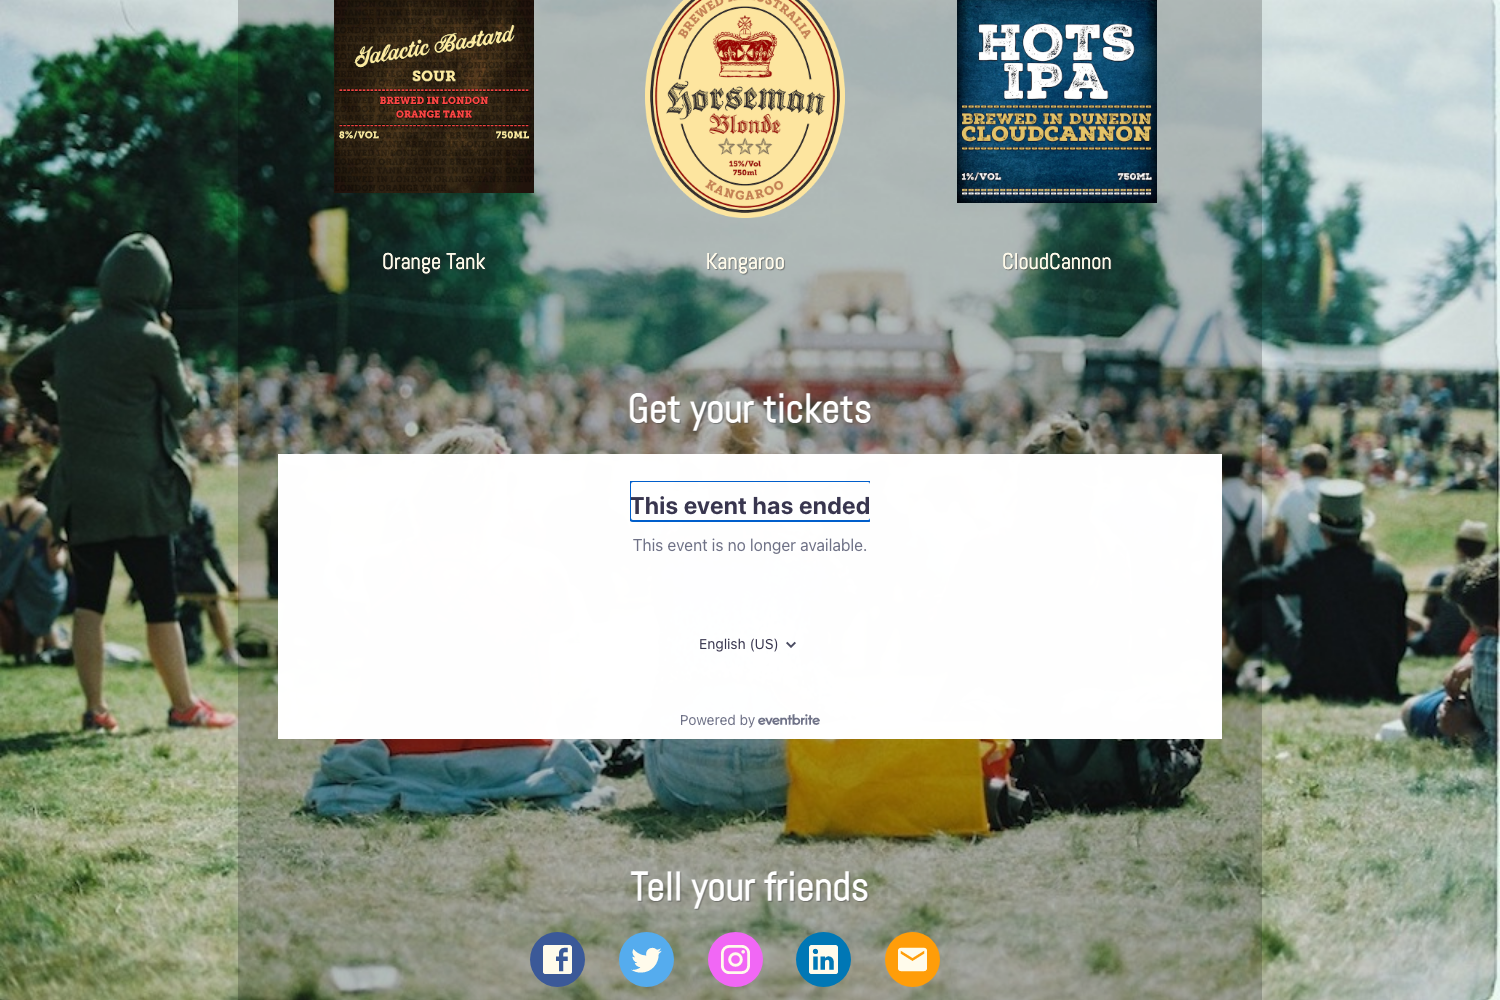 Galactic Bastard
SOUR
BREWED IN LONDON
ORANGE TANK
8%/VOL 750ML
BREWED IN AUSTRALIA
Horseman
Blonde
15%/Vol
750ml
KANGAROO
HOTS
IPA
BREWED IN DUNEDIN
CLOUDCANNON
1%/VOL 750ML
Orange Tank
Kangaroo
CloudCannon
Get your tickets
This event has ended
This event is no longer available.
English (US)
Powered by eventbrite
Tell your friends